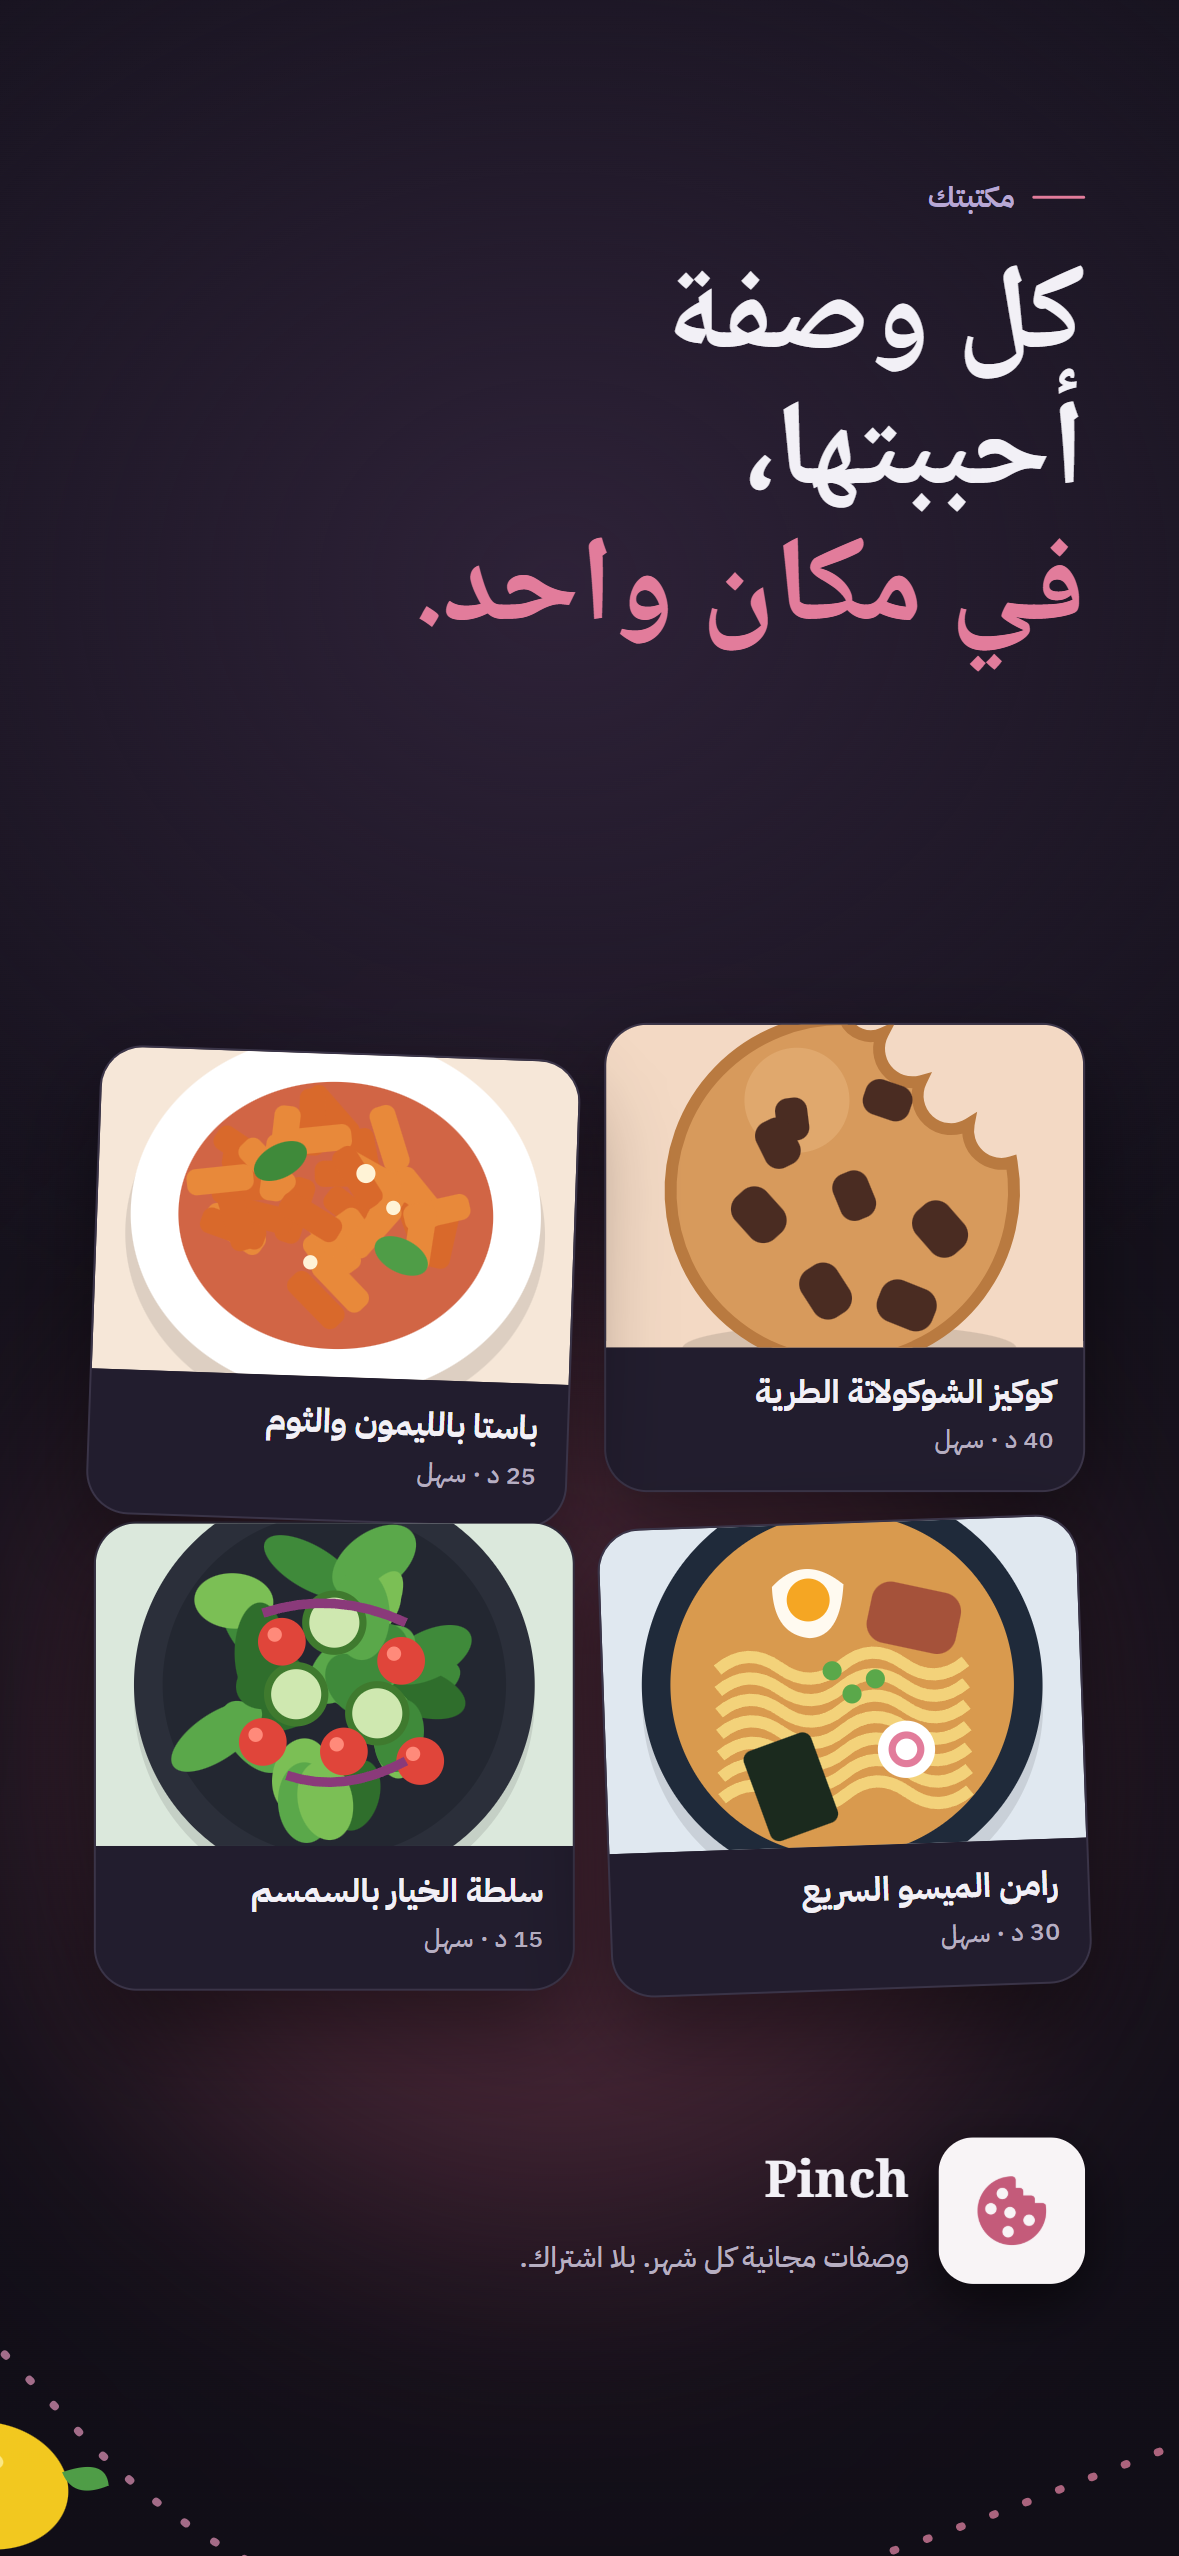 مكتبتك
كل وصفة
أحببتها،
في مكان واحد.
كوكيز الشوكولاتة الطرية
40 د · سهل
باستا بالليمون والثوم
25 د · سهل
رامن الميسو السريع
30 د · سهل
سلطة الخيار بالسمسم
15 د · سهل
Pinch
وصفات مجانية كل شهر. بلا اشتراك.